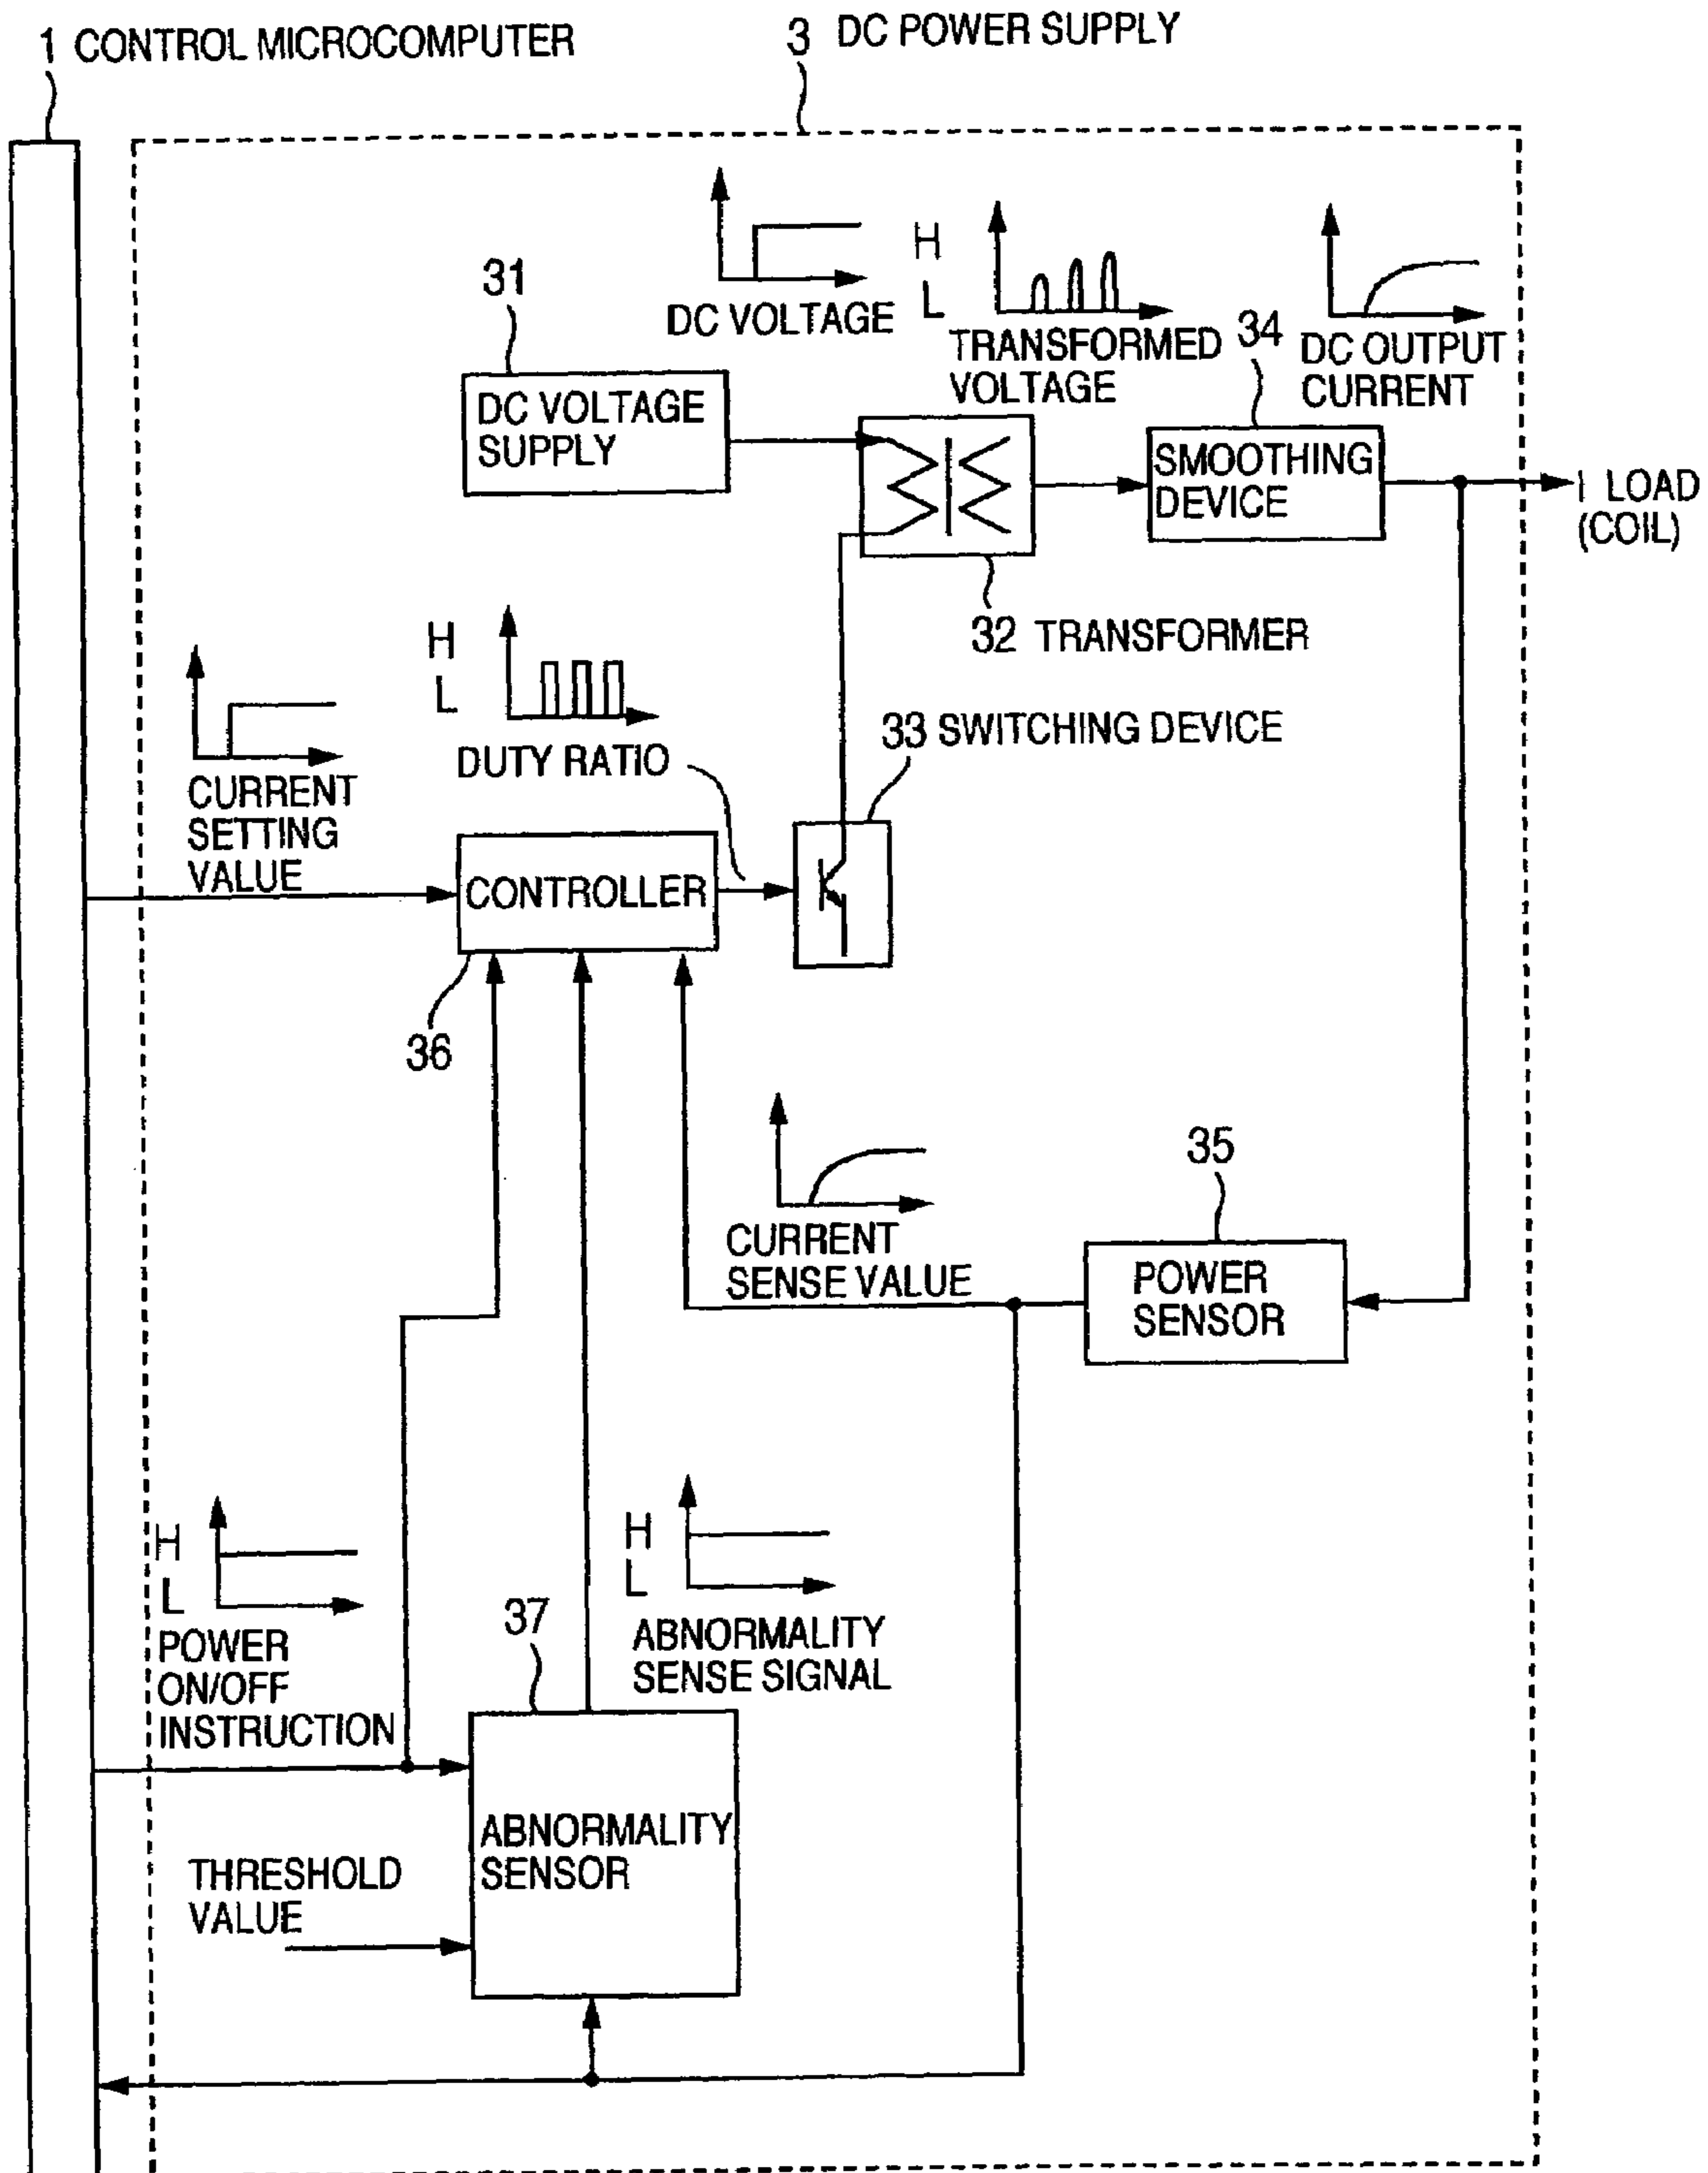 1 CONTROL MICROCOMPUTER
3 DC POWER SUPPLY
31
H
L
DC VOLTAGE
TRANSFORMED
VOLTAGE
34
DC OUTPUT
CURRENT
DC VOLTAGE
SUPPLY
SMOOTHING
DEVICE
I LOAD
(COIL)
32 TRANSFORMER
H
L
DUTY RATIO
33 SWITCHING DEVICE
CURRENT
SETTING
VALUE
CONTROLLER
36
35
CURRENT
SENSE VALUE
POWER
SENSOR
H
L
POWER
ON/OFF
INSTRUCTION
H
L
37
ABNORMALITY
SENSE SIGNAL
ABNORMALITY
SENSOR
THRESHOLD
VALUE